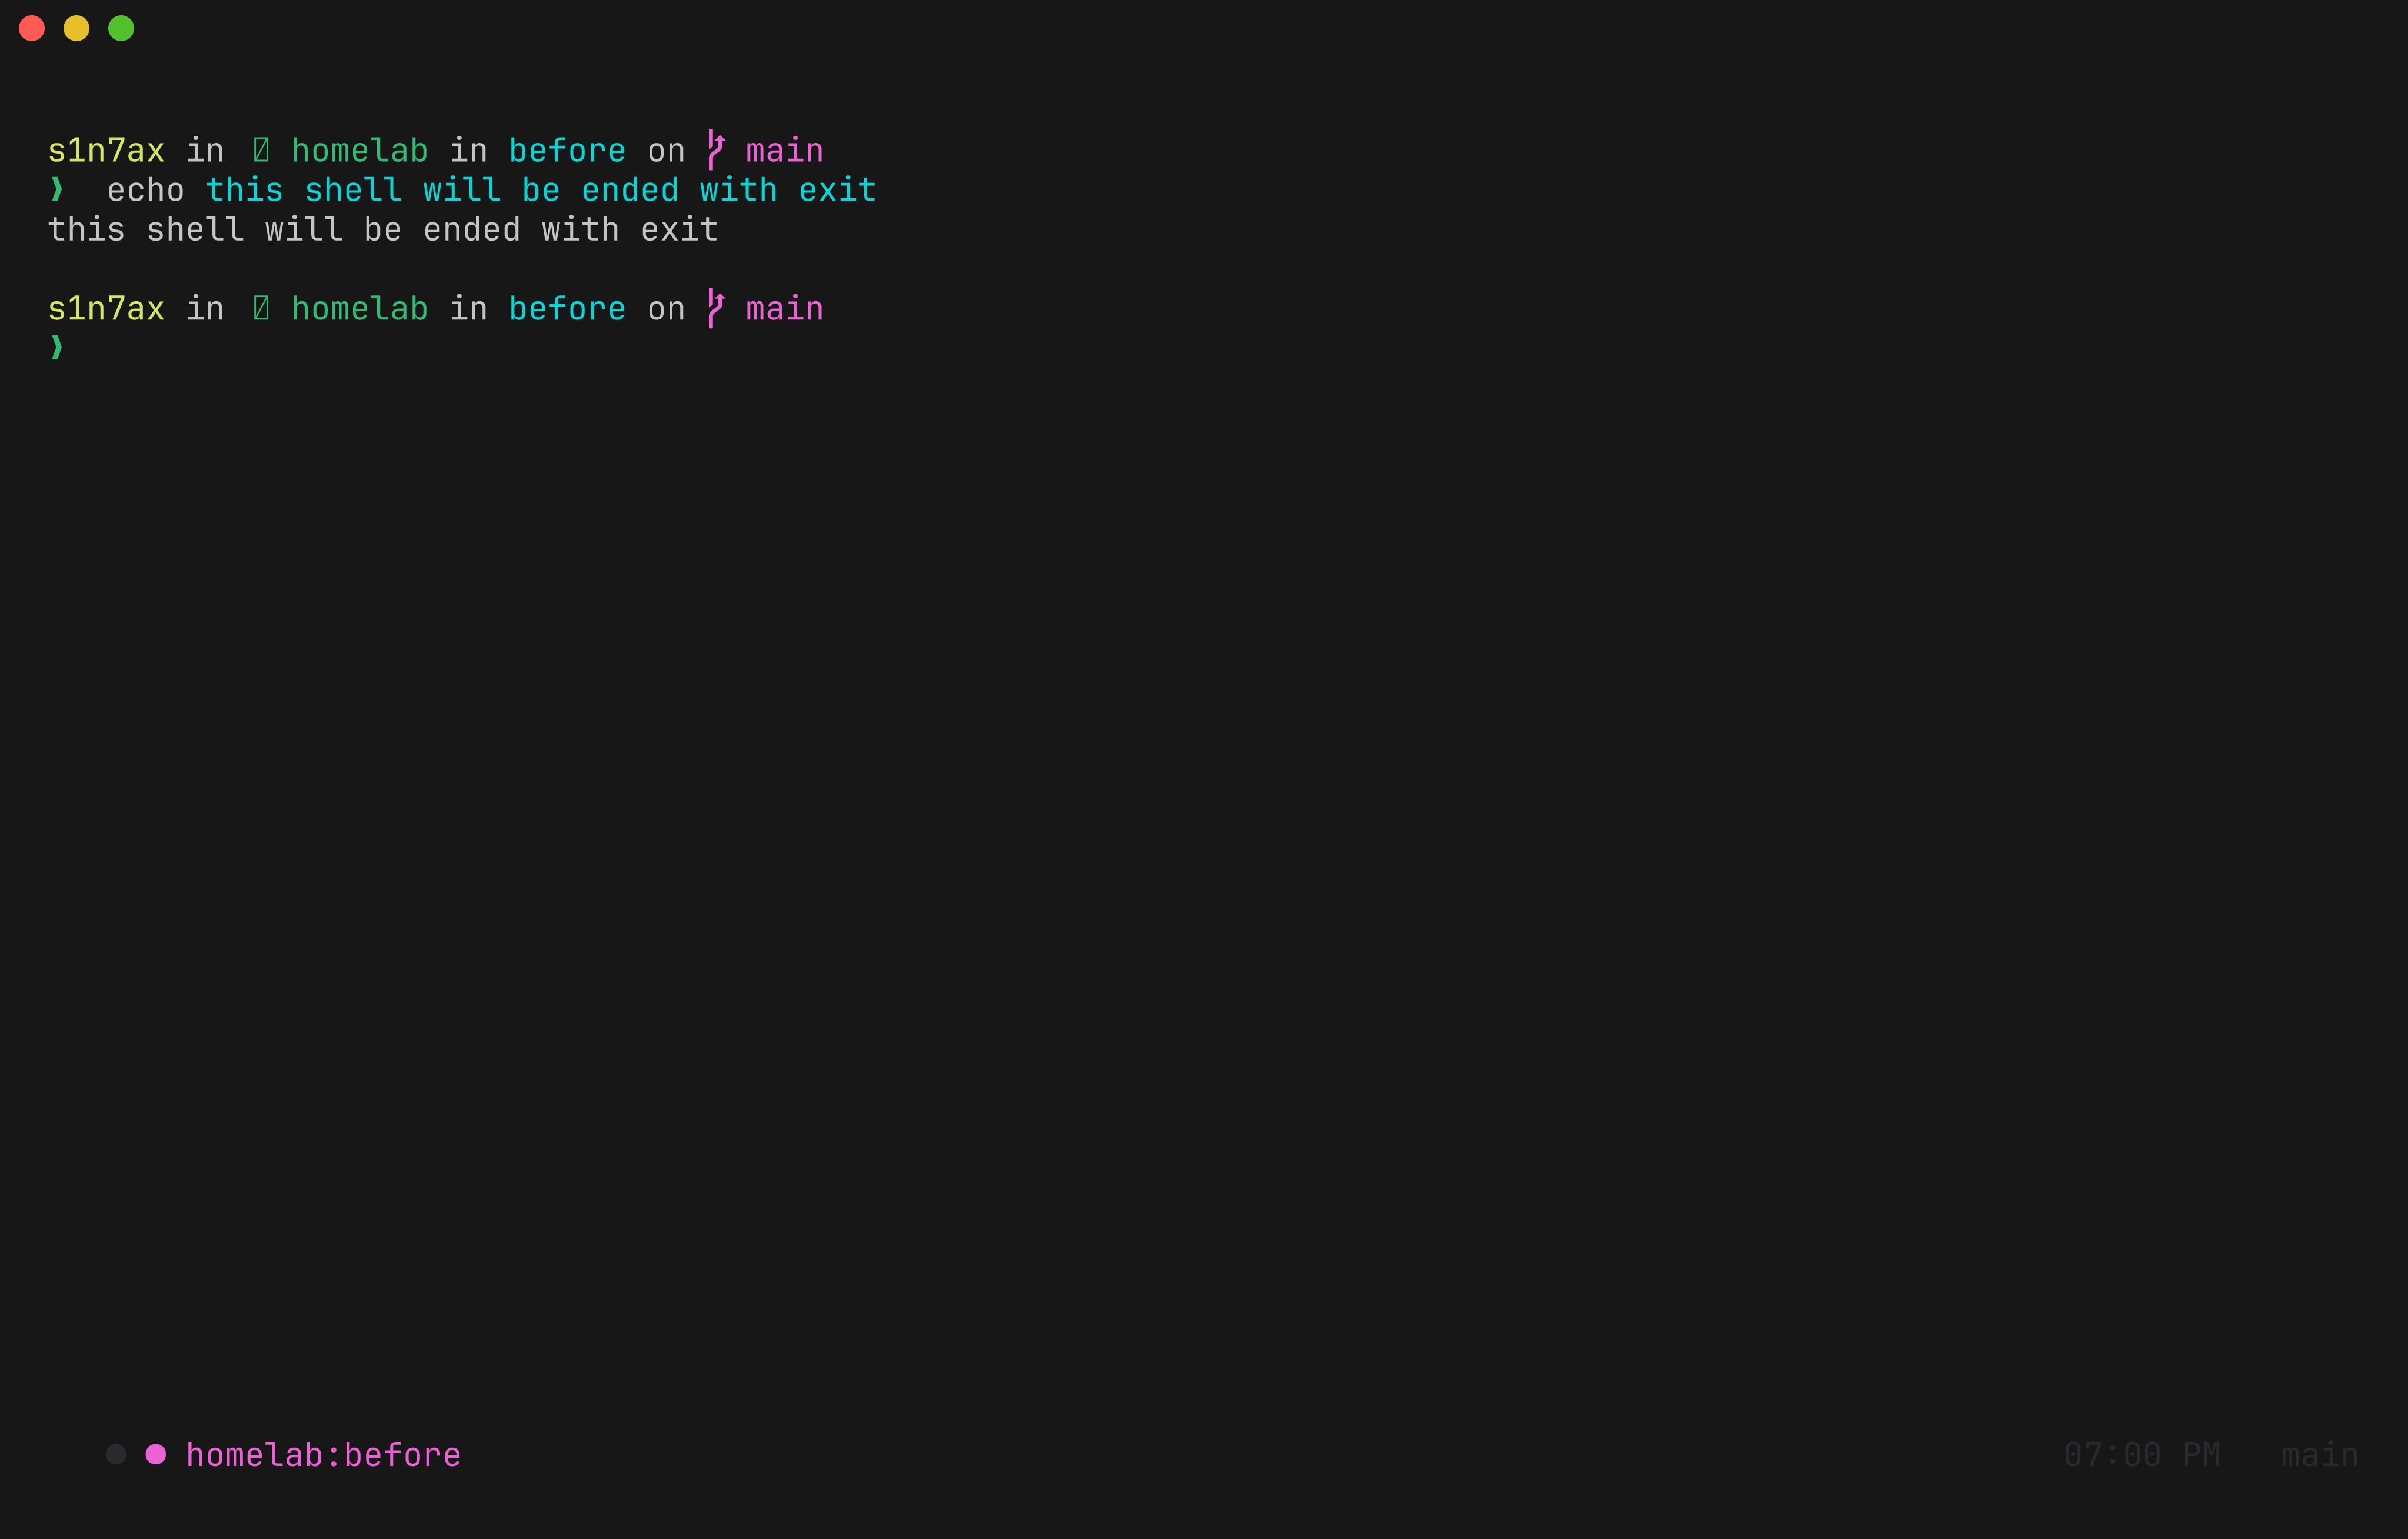 s1n7ax in homelab in before on main
❯ echo this shell will be ended with exit
this shell will be ended with exit
s1n7ax in homelab in before on main
❯
homelab:before
07:00 PM main